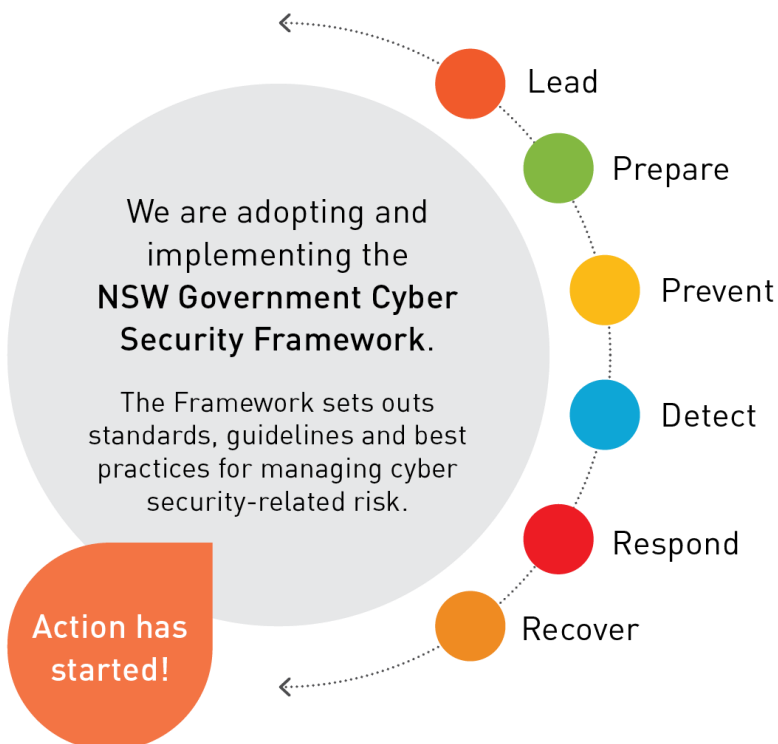 Lead
Prepare
Prevent
Detect
Respond
Recover
We are adopting and
implementing the
NSW Government Cyber
Security Framework.
The Framework sets outs
standards, guidelines and best
practices for managing cyber
security-related risk.
Action has
started!